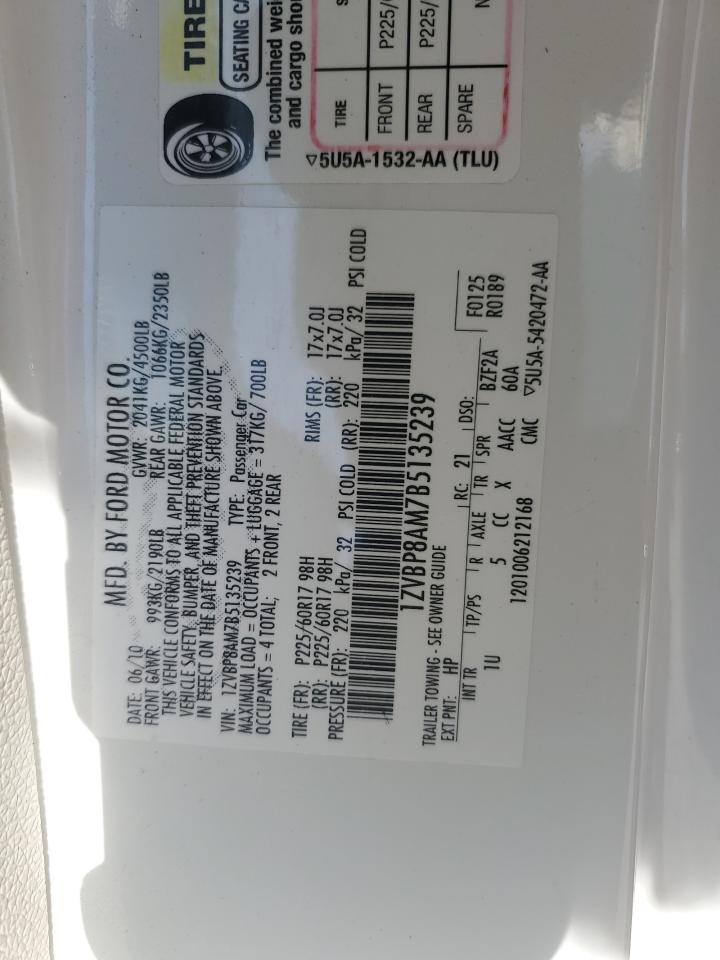 TIRE
SEATING CA
The combined wei
and cargo shou
TIRE S
FRONT P225/
REAR P225/
SPARE N
▽5U5A-1532-AA (TLU)
MFD. BY FORD MOTOR CO.
DATE: 06/10 GVWR: 2041KG/4500LB
FRONT GAWR: 993KG/2190LB REAR GAWR: 1066KG/2350LB
THIS VEHICLE CONFORMS TO ALL APPLICABLE FEDERAL MOTOR
VEHICLE SAFETY, BUMPER, AND THEFT PREVENTION STANDARDS
IN EFFECT ON THE DATE OF MANUFACTURE SHOWN ABOVE
VIN: 1ZVBP8AM7B5135239 TYPE: Passenger Car
MAXIMUM LOAD = OCCUPANTS + LUGGAGE = 317KG/ 700LB
OCCUPANTS = 4 TOTAL; 2 FRONT, 2 REAR
TIRE (FR): P225/60R17 98H RIMS (FR): 17x7.0J
(RR): P225/60R17 98H (RR): 17x7.0J
PRESSURE (FR): 220 kPa/ 32 PSI COLD (RR): 220 kPa/ 32 PSI COLD
1ZVBP8AM7B5135239
TRAILER TOWING - SEE OWNER GUIDE
EXT PNT: HP RC: 21 DSO: F0125
R0189
INT TR TP/PS R AXLE TR SPR BZF2A
1U 5 CC X AACC 60A
1201006212168 CMC ▽5U5A-5420472-AA